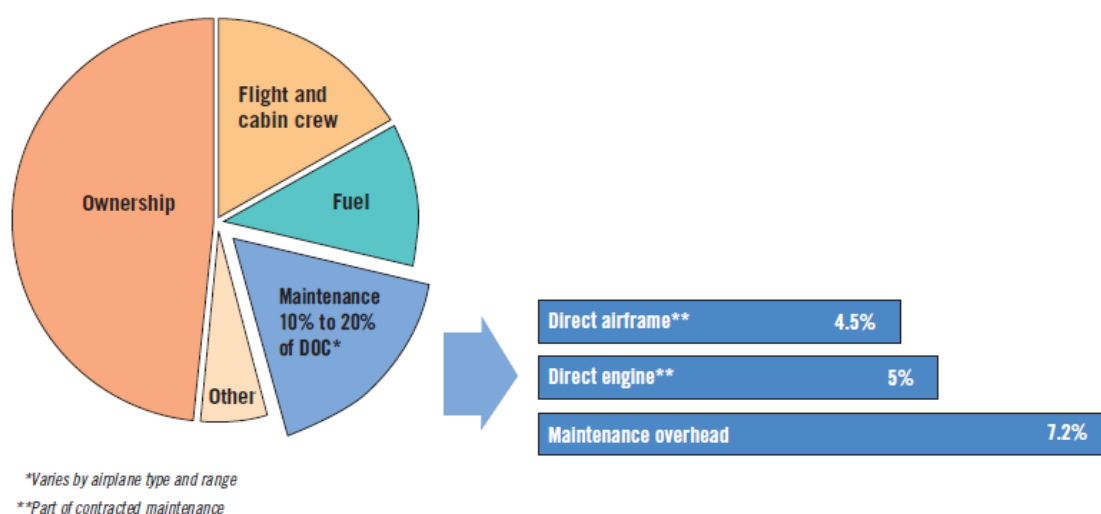 Flight and
cabin crew
Ownership
Fuel
Maintenance
10% to 20%
of DOC*
Other
Direct airframe** 4.5%
Direct engine** 5%
Maintenance overhead 7.2%
*Varies by airplane type and range
**Part of contracted maintenance